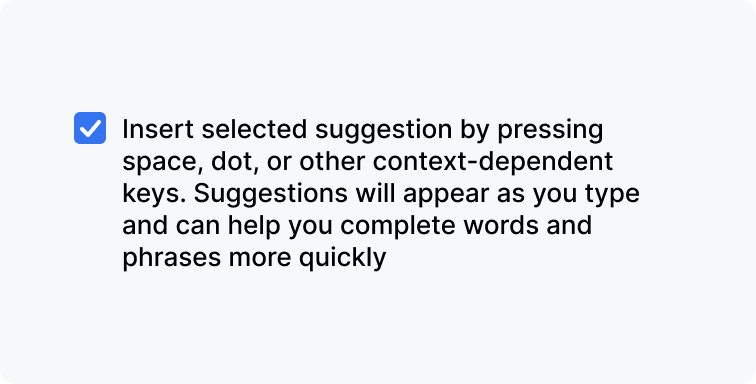 Insert selected suggestion by pressing
space, dot, or other context-dependent
keys. Suggestions will appear as you type
and can help you complete words and
phrases more quickly